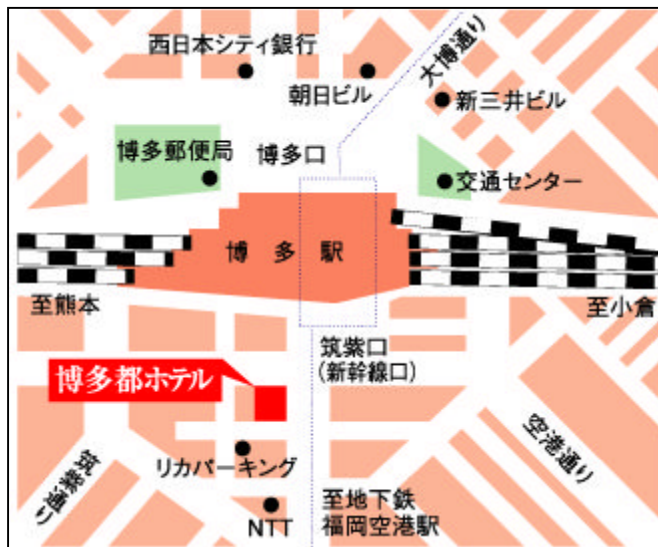 西日本シティ銀行
朝日ビル
大博通り
新三井ビル
博多郵便局
博多口
交通センター
博多駅
至熊本
至小倉
筑紫口
(新幹線口)
博多都ホテル
空港通り
筑紫通り
リカパーキング
NTT
至地下鉄
福岡空港駅